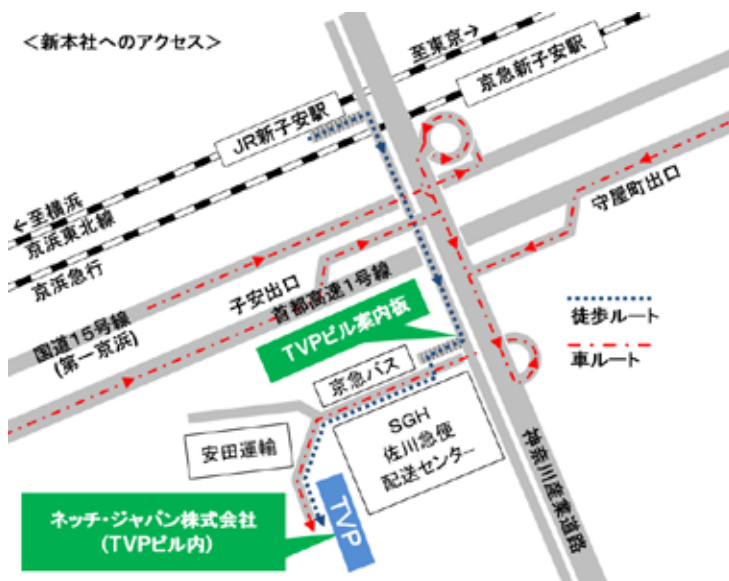 ＜新本社へのアクセス＞
至東京→
京急新子安駅
JR新子安駅
←至横浜
京浜東北線
京浜急行
守屋町出口
子安出口
首都高速1号線
国道15号線
(第一京浜)
TVPビル案内板
徒歩ルート
車ルート
京急バス
SGH
佐川急便
配送センター
安田運輸
神奈川産業道路
TVP
ネッチ・ジャパン株式会社
(TVPビル内)